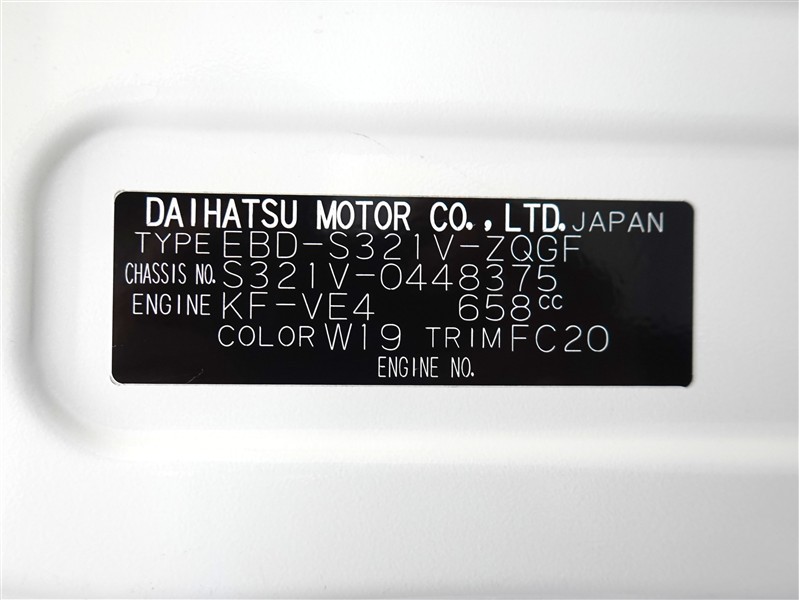 DAIHATSU MOTOR CO., LTD. JAPAN
TYPE EBD-S321V-ZQGF
CHASSIS NO. S321V-0448375
ENGINE KF-VE4 658cc
COLOR W19 TRIM FC20
ENGINE NO.